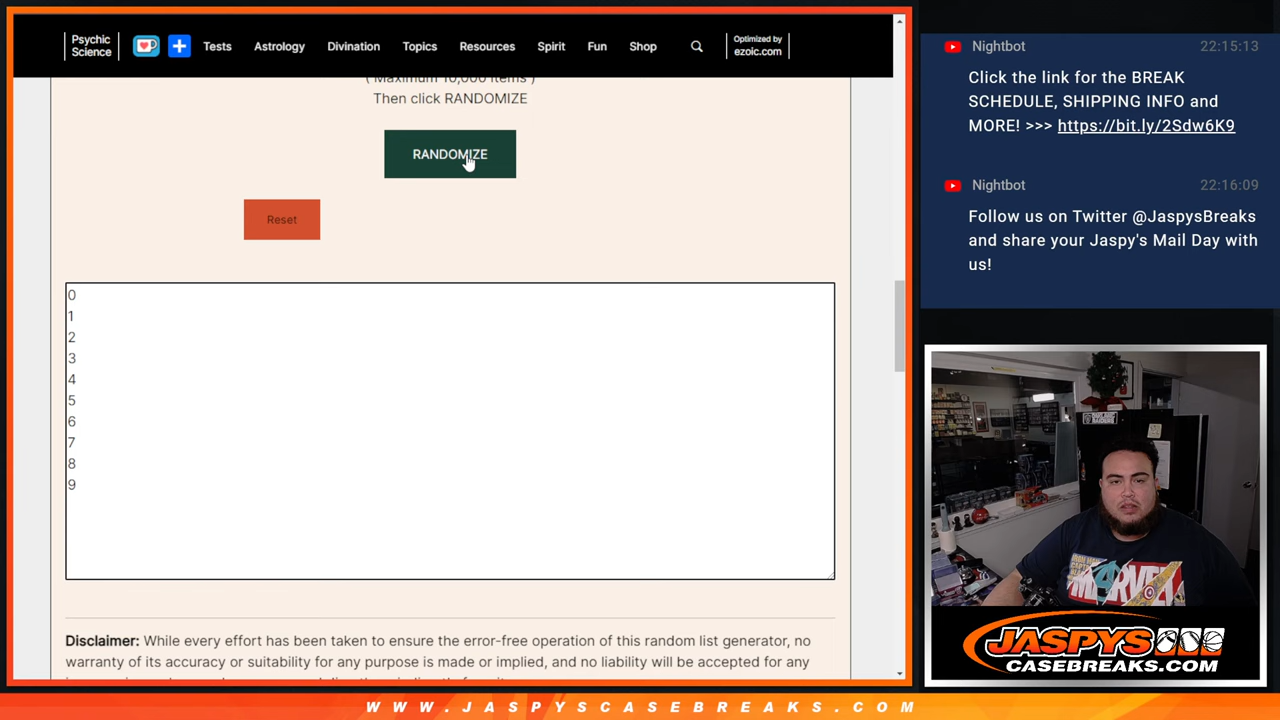 Psychic
Science
Tests
Astrology
Divination
Topics
Resources
Spirit
Fun
Shop
Optimized by
ezoic.com
( Maximum 10,000 items )
Then click RANDOMIZE
RANDOMIZE
Reset
0
1
2
3
4
5
6
7
8
9
Disclaimer: While every effort has been taken to ensure the error-free operation of this random list generator, no
warranty of its accuracy or suitability for any purpose is made or implied, and no liability will be accepted for any
Nightbot 22:15:13
Click the link for the BREAK
SCHEDULE, SHIPPING INFO and
MORE! >>> https://bit.ly/2Sdw6K9
Nightbot 22:16:09
Follow us on Twitter @JaspysBreaks
and share your Jaspy's Mail Day with
us!
MARVEL
JASPYS
CASEBREAKS.COM
WWW.JASPYSCASEBREAKS.COM